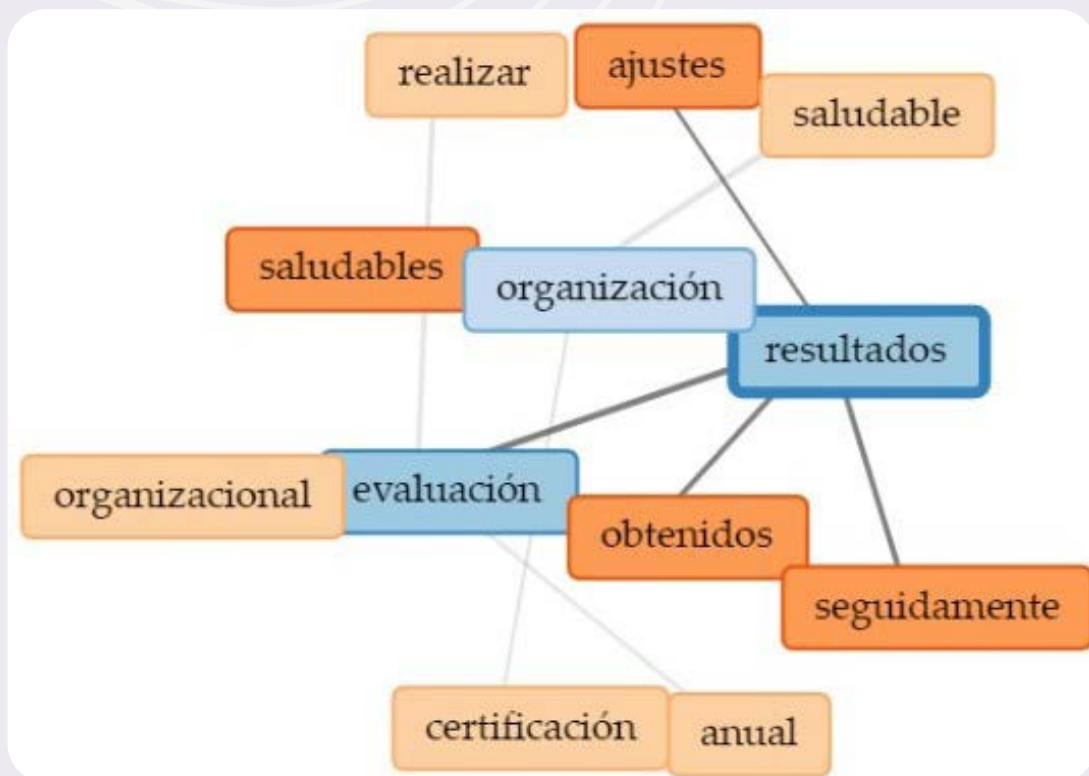 realizar
ajustes
saludable
saludables
organización
resultados
organizacional
evaluación
obtenidos
seguidamente
certificación
anual